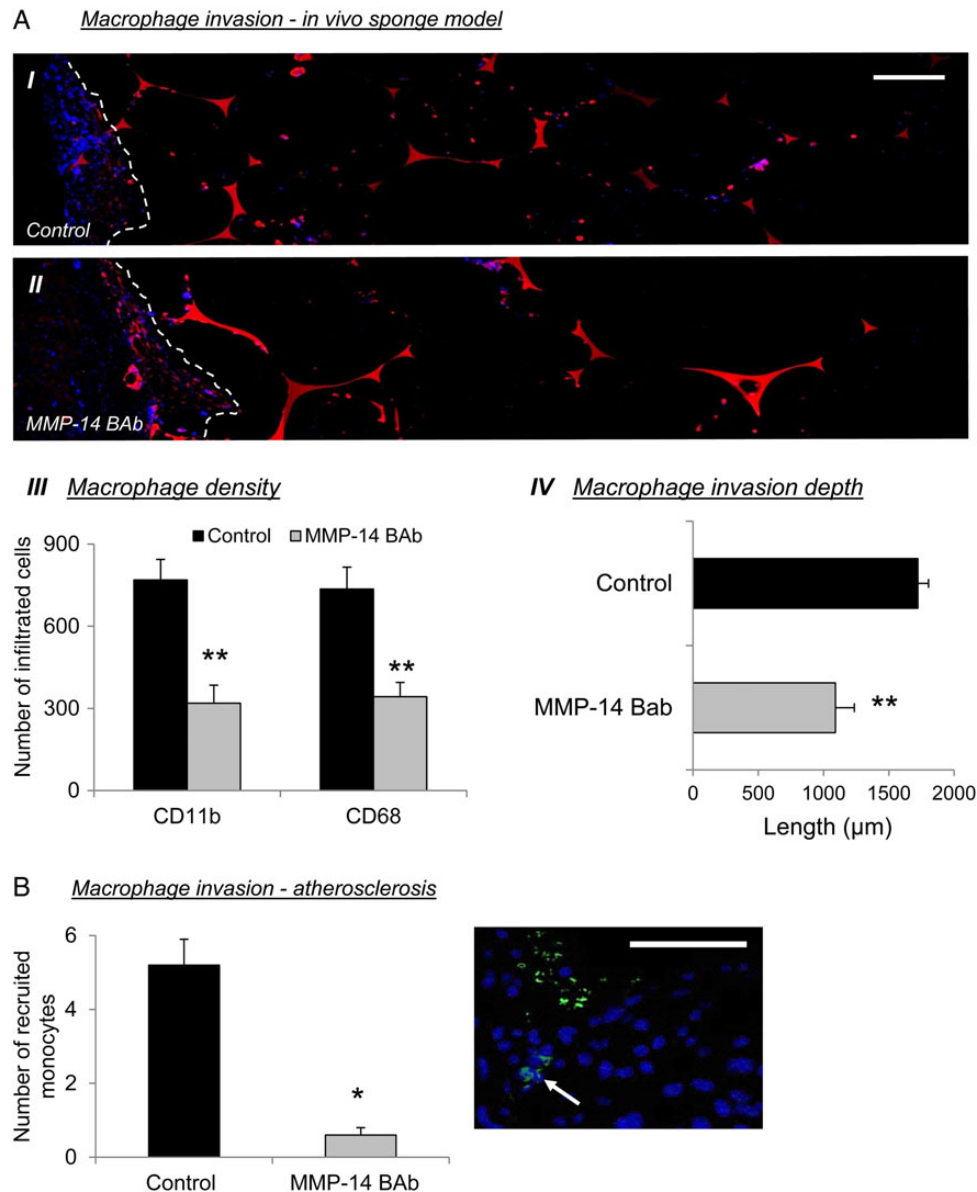 A Macrophage invasion - in vivo sponge model
I
Control
II
MMP-14 BAb
III Macrophage density
Control MMP-14 BAb
Number of infiltrated cells
900
600
300
0
**
**
CD11b CD68
IV Macrophage invasion depth
Control
MMP-14 Bab
**
0 500 1000 1500 2000
Length (µm)
B Macrophage invasion - atherosclerosis
Number of recruited
monocytes
6
4
2
0
*
Control MMP-14 BAb